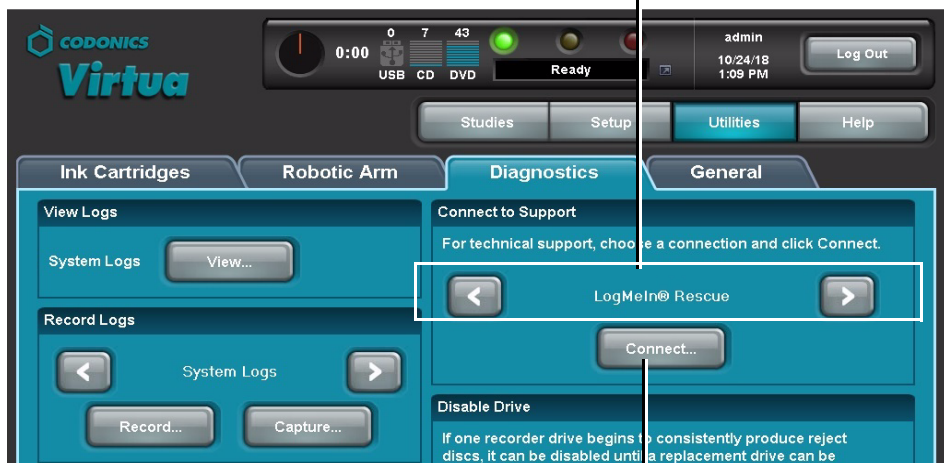 CODONICS
Virtua
0:00
0 7 43
USB CD DVD
Ready
admin
10/24/18
1:09 PM
Log Out
Studies Setup Utilities Help
Ink Cartridges Robotic Arm Diagnostics General
View Logs
System Logs View...
Record Logs
System Logs
Record... Capture...
Connect to Support
For technical support, choose a connection and click Connect.
LogMeIn® Rescue
Connect...
Disable Drive
If one recorder drive begins to consistently produce reject
discs, it can be disabled until a replacement drive can be